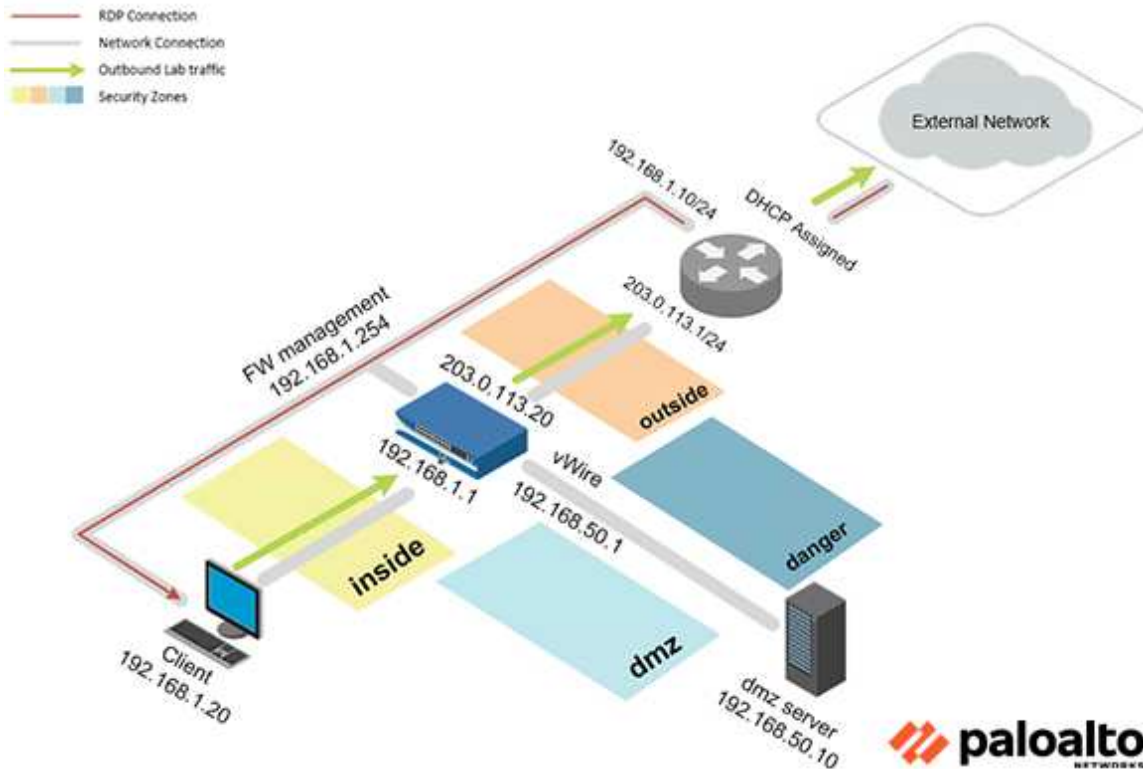 RDP Connection
Network Connection
Outbound Lab traffic
Security Zones
External Network
192.168.1.10/24
DHCP Assigned
203.0.113.1/24
FW management
192.168.1.254
203.0.113.20
outside
192.168.1.1
vWire
192.168.50.1
danger
inside
dmz
Client
192.168.1.20
dmz server
192.168.50.10
paloalto
NETWORKS